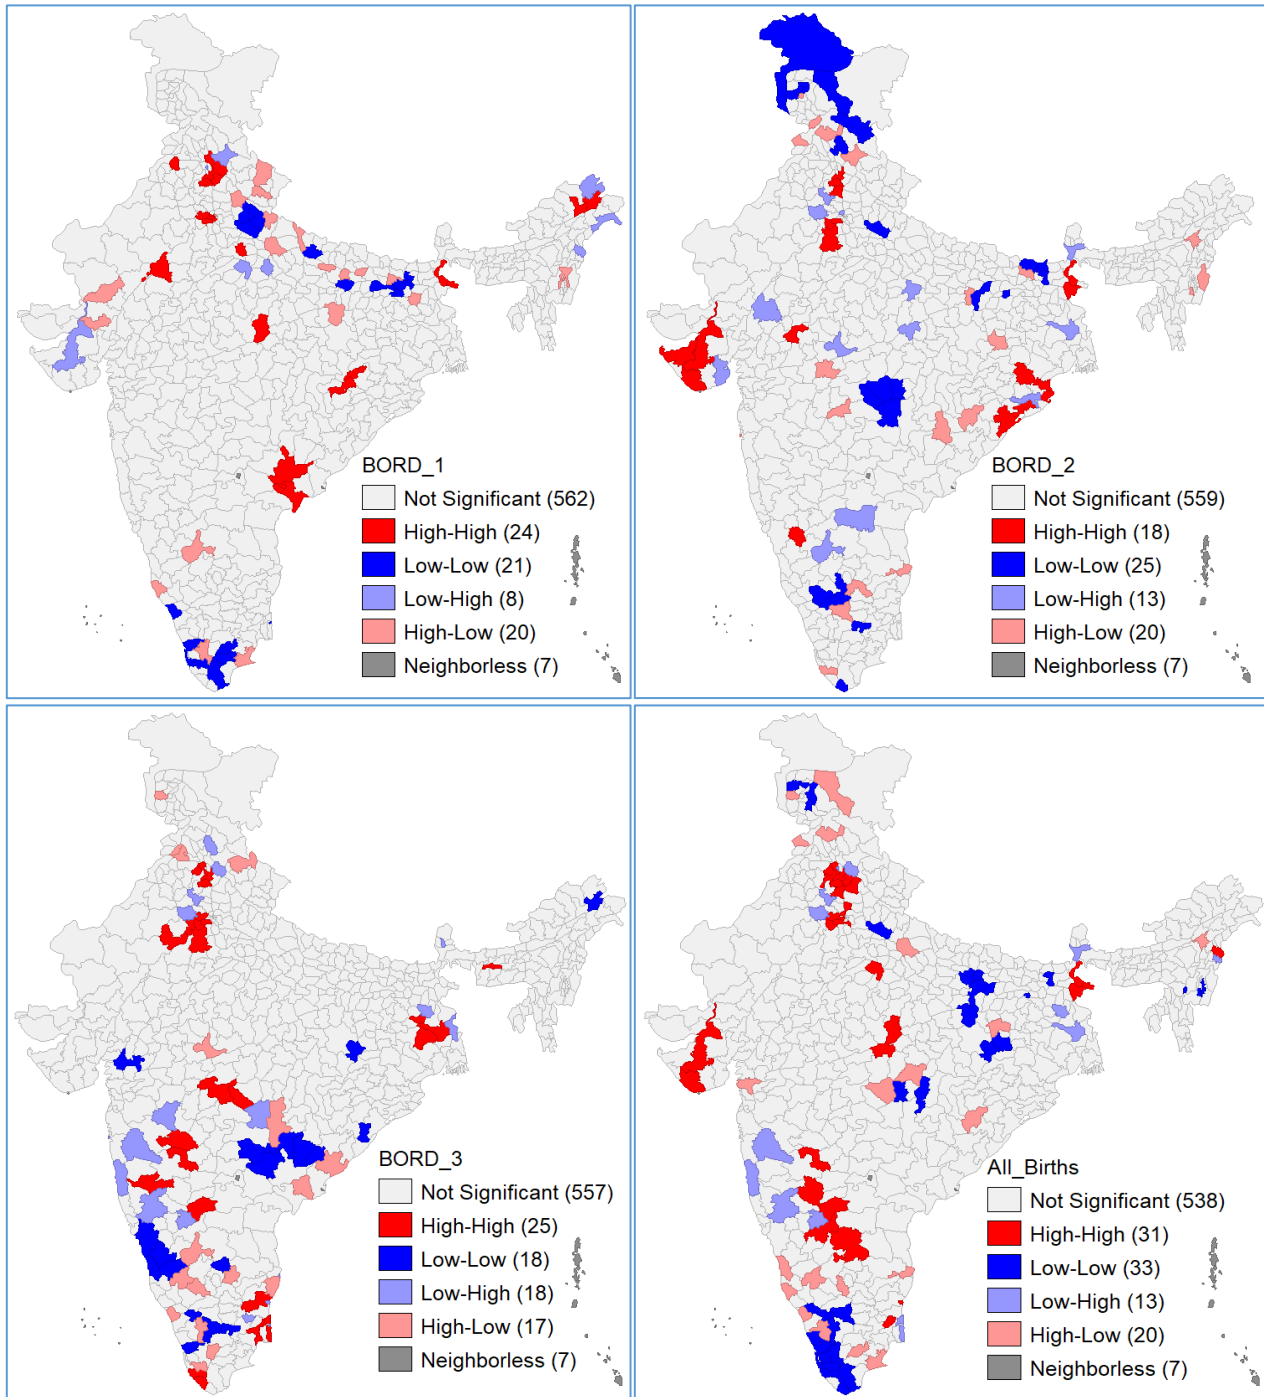 BORD_1
Not Significant (562)
High-High (24)
Low-Low (21)
Low-High (8)
High-Low (20)
Neighborless (7)
BORD_2
Not Significant (559)
High-High (18)
Low-Low (25)
Low-High (13)
High-Low (20)
Neighborless (7)
BORD_3
Not Significant (557)
High-High (25)
Low-Low (18)
Low-High (18)
High-Low (17)
Neighborless (7)
All_Births
Not Significant (538)
High-High (31)
Low-Low (33)
Low-High (13)
High-Low (20)
Neighborless (7)